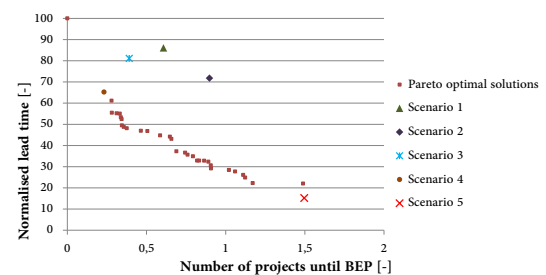 Normalised lead time [-]
100
90
80
70
60
50
40
30
20
10
0
0
0,5
1
1,5
2
Number of projects until BEP [-]
Pareto optimal solutions
Scenario 1
Scenario 2
Scenario 3
Scenario 4
Scenario 5